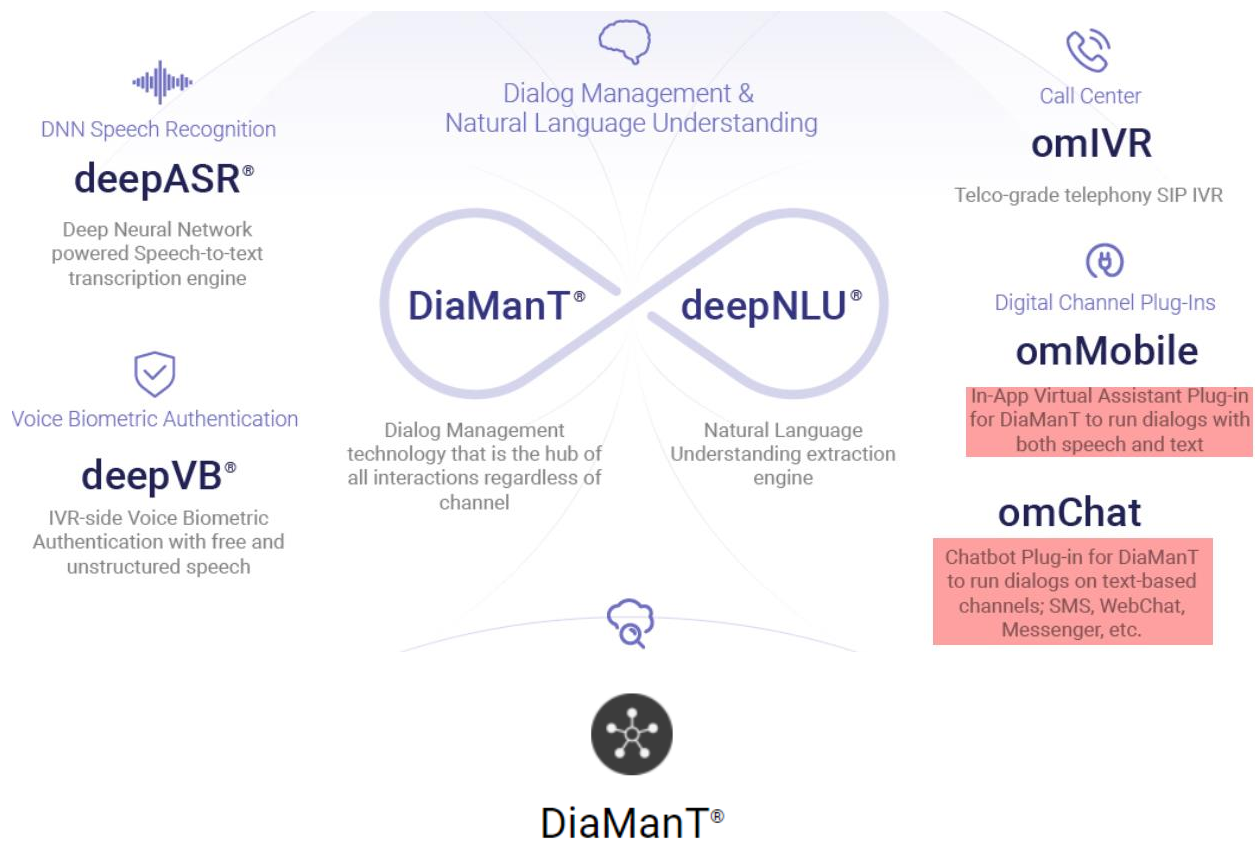 DNN Speech Recognition
deepASR®
Deep Neural Network
powered Speech-to-text
transcription engine
Voice Biometric Authentication
deepVB®
IVR-side Voice Biometric
Authentication with free and
unstructured speech
Dialog Management &
Natural Language Understanding
DiaManT®
deepNLU®
Dialog Management
technology that is the hub of
all interactions regardless of
channel
Natural Language
Understanding extraction
engine
Call Center
omIVR
Telco-grade telephony SIP IVR
Digital Channel Plug-Ins
omMobile
In-App Virtual Assistant Plug-in
for DiaManT to run dialogs with
both speech and text
omChat
Chatbot Plug-in for DiaManT
to run dialogs on text-based
channels; SMS, WebChat,
Messenger, etc.
DiaManT®